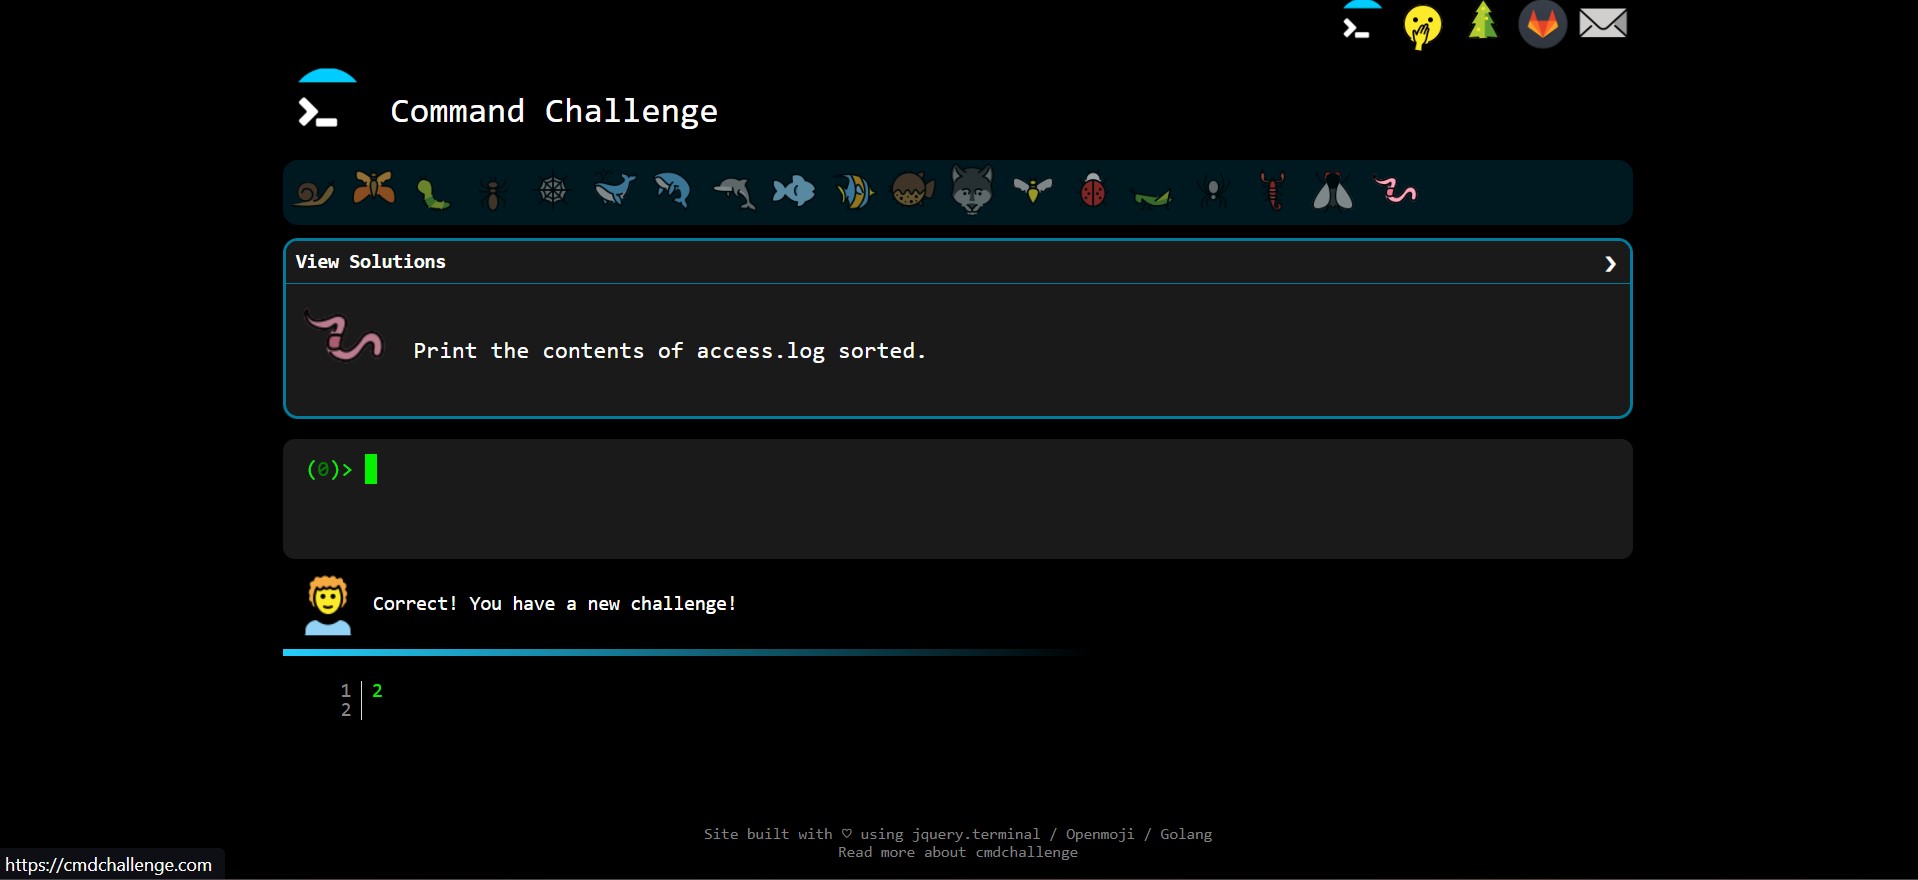 Command Challenge
View Solutions
Print the contents of access.log sorted.
(0)>
Correct! You have a new challenge!
1 2
2
Site built with ♡ using jquery.terminal / Openmoji / Golang
Read more about cmdchallenge
https://cmdchallenge.com